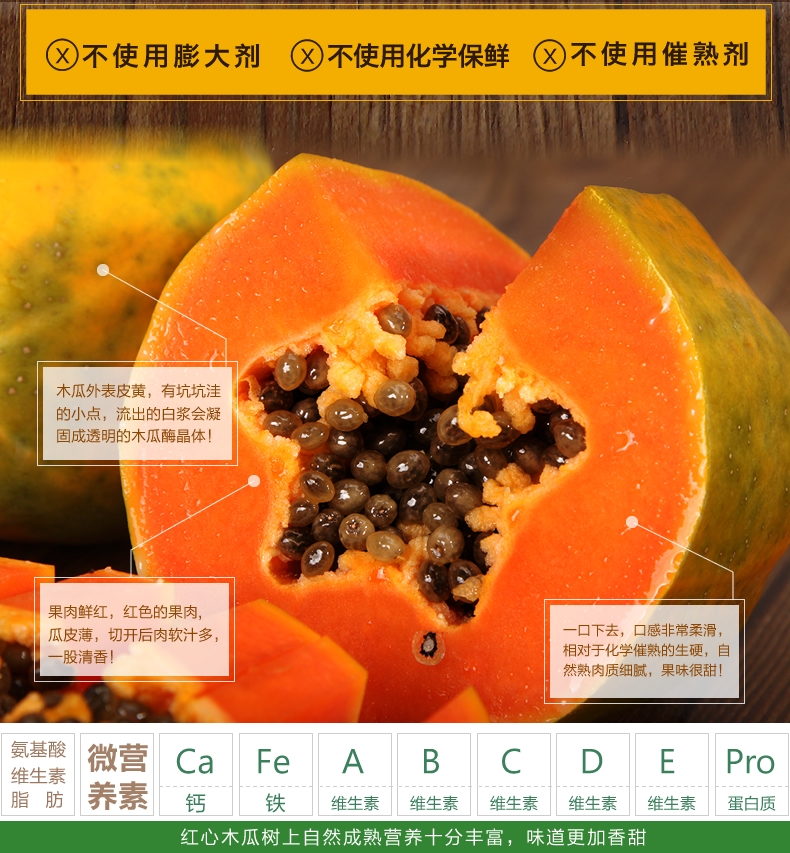 ⓧ不使用膨大剂 ⓧ不使用化学保鲜 ⓧ不使用催熟剂
木瓜外表皮黄，有坑坑洼
的小点，流出的白浆会凝
固成透明的木瓜酶晶体！
果肉鲜红，红色的果肉，
瓜皮薄，切开后肉软汁多，
一股清香！
一口下去，口感非常柔滑，
相对于化学催熟的生硬，自
然熟肉质细腻，果味很甜！
氨基酸
维生素
脂 肪
微营
养素
Ca
钙
Fe
铁
A
维生素
B
维生素
C
维生素
D
维生素
E
维生素
Pro
蛋白质
红心木瓜树上自然成熟营养十分丰富，味道更加香甜